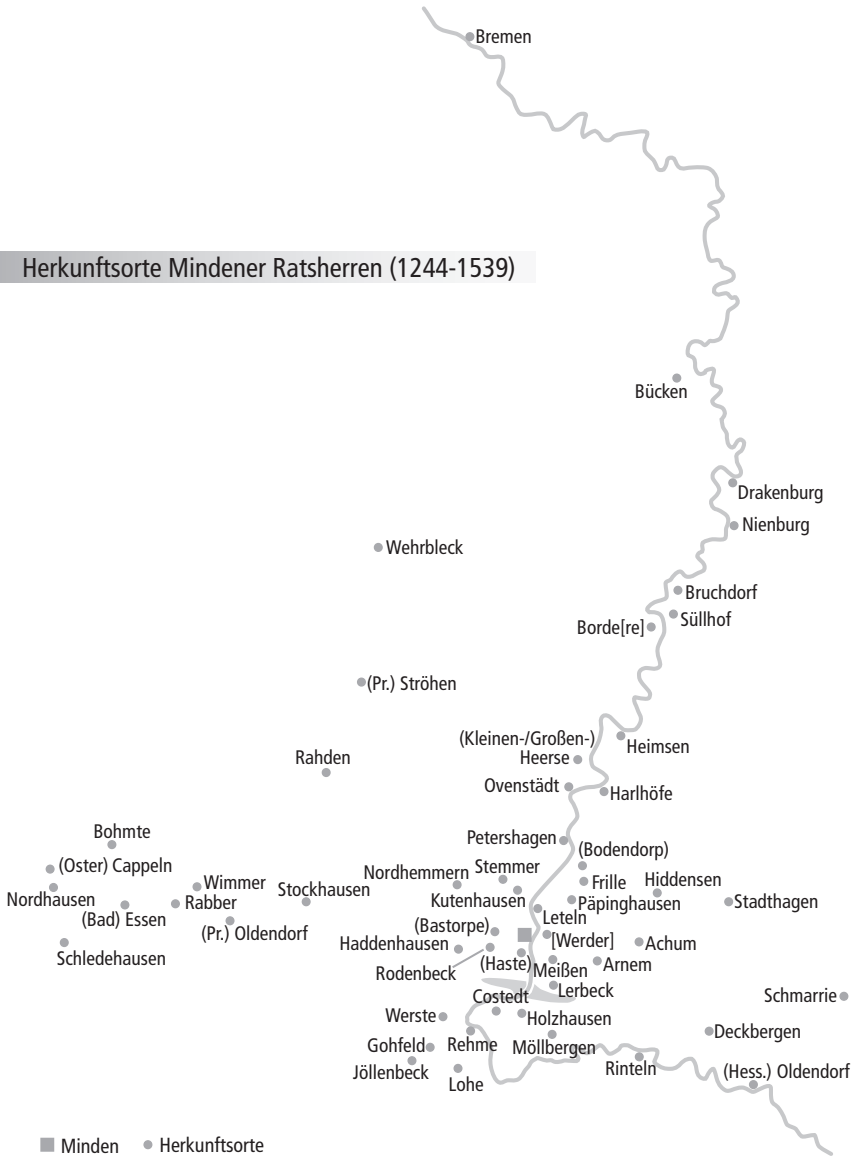 Bremen
Herkunftsorte Mindener Ratsherren (1244-1539)
Bücken
Drakenburg
Nienburg
Wehrbleck
Bruchdorf
Süllhof
Borde[re]
(Pr.) Ströhen
(Kleinen-/Großen-)
Heerse
Heimsen
Rahden
Ovenstädt
Harlhöfe
Bohmte
Petershagen
(Bodendorp)
(Oster) Cappeln
Nordhemmern
Stemmer
Frille
Hiddensen
Wimmer
Stockhausen
Nordhausen
Rabber
Kutenhausen
Päpinghausen
Stadthagen
(Bad) Essen
Leteln
(Pr.) Oldendorf
(Bastorpe)
[Werder]
Achum
Haddenhausen
Schledehausen
Rodenbeck
(Haste)
Meißen
Arnem
Lerbeck
Costedt
Schmarrie
Werste
Holzhausen
Deckbergen
Gohfeld
Rehme
Möllbergen
Jöllenbeck
Rinteln
(Hess.) Oldendorf
Lohe
Minden
Herkunftsorte